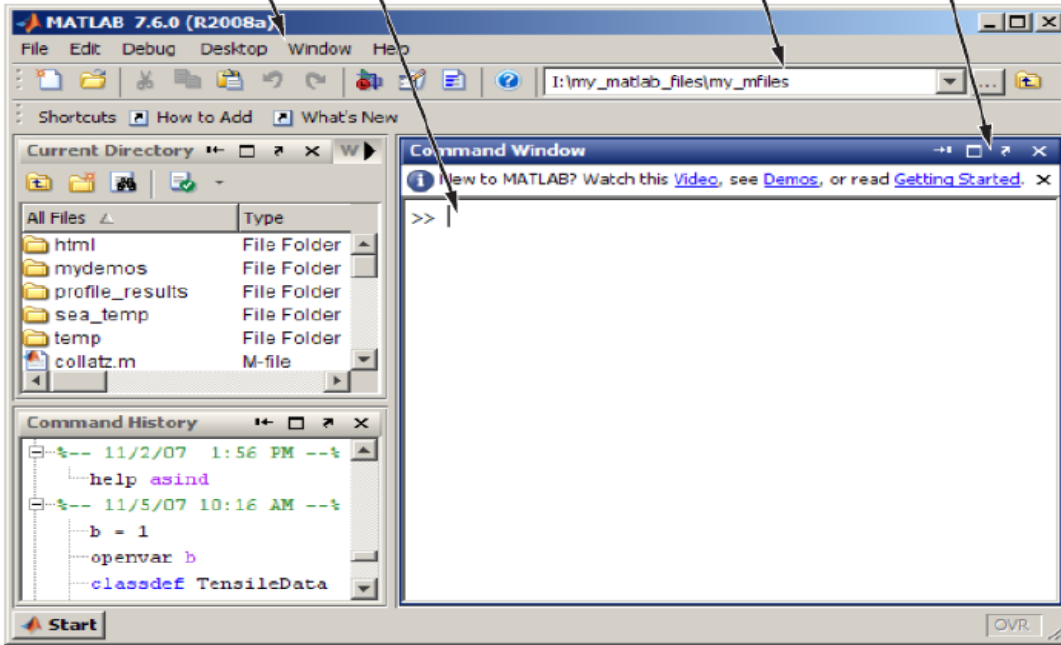 MATLAB 7.6.0 (R2008a)
File Edit Debug Desktop Window Help
I:\my_matlab_files\my_mfiles
...
Shortcuts How to Add What's New
Current Directory W
Command Window
New to MATLAB? Watch this Video, see Demos, or read Getting Started.
All Files Type
>>
html File Folder
mydemos File Folder
profile_results File Folder
sea_temp File Folder
temp File Folder
collatz.m M-file
Command History
%-- 11/2/07 1:56 PM --%
help asind
%-- 11/5/07 10:16 AM --%
b = 1
openvar b
classdef TensileData
Start
OVR